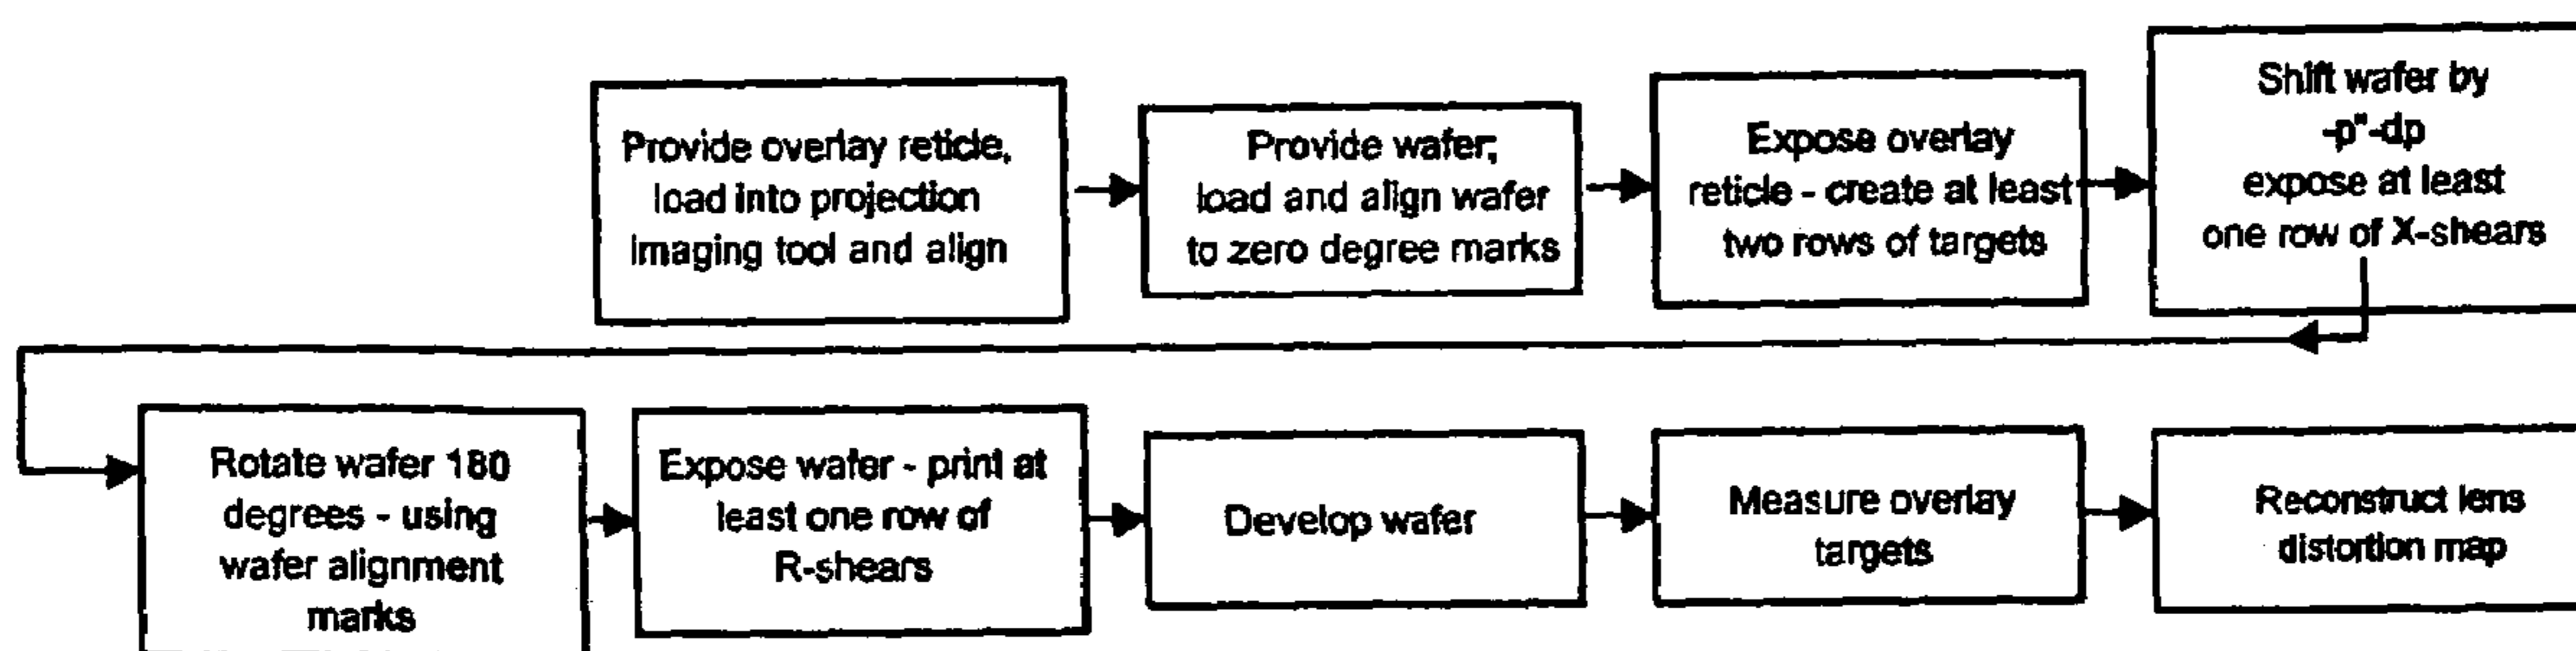 Provide overlay reticle,
load into projection
imaging tool and align
Provide wafer;
load and align wafer
to zero degree marks
Expose overlay
reticle - create at least
two rows of targets
Shift wafer by
-p"-dp
expose at least
one row of X-shears
Rotate wafer 180
degrees - using
wafer alignment
marks
Expose wafer - print at
least one row of
R-shears
Develop wafer
Measure overlay
targets
Reconstruct lens
distortion map